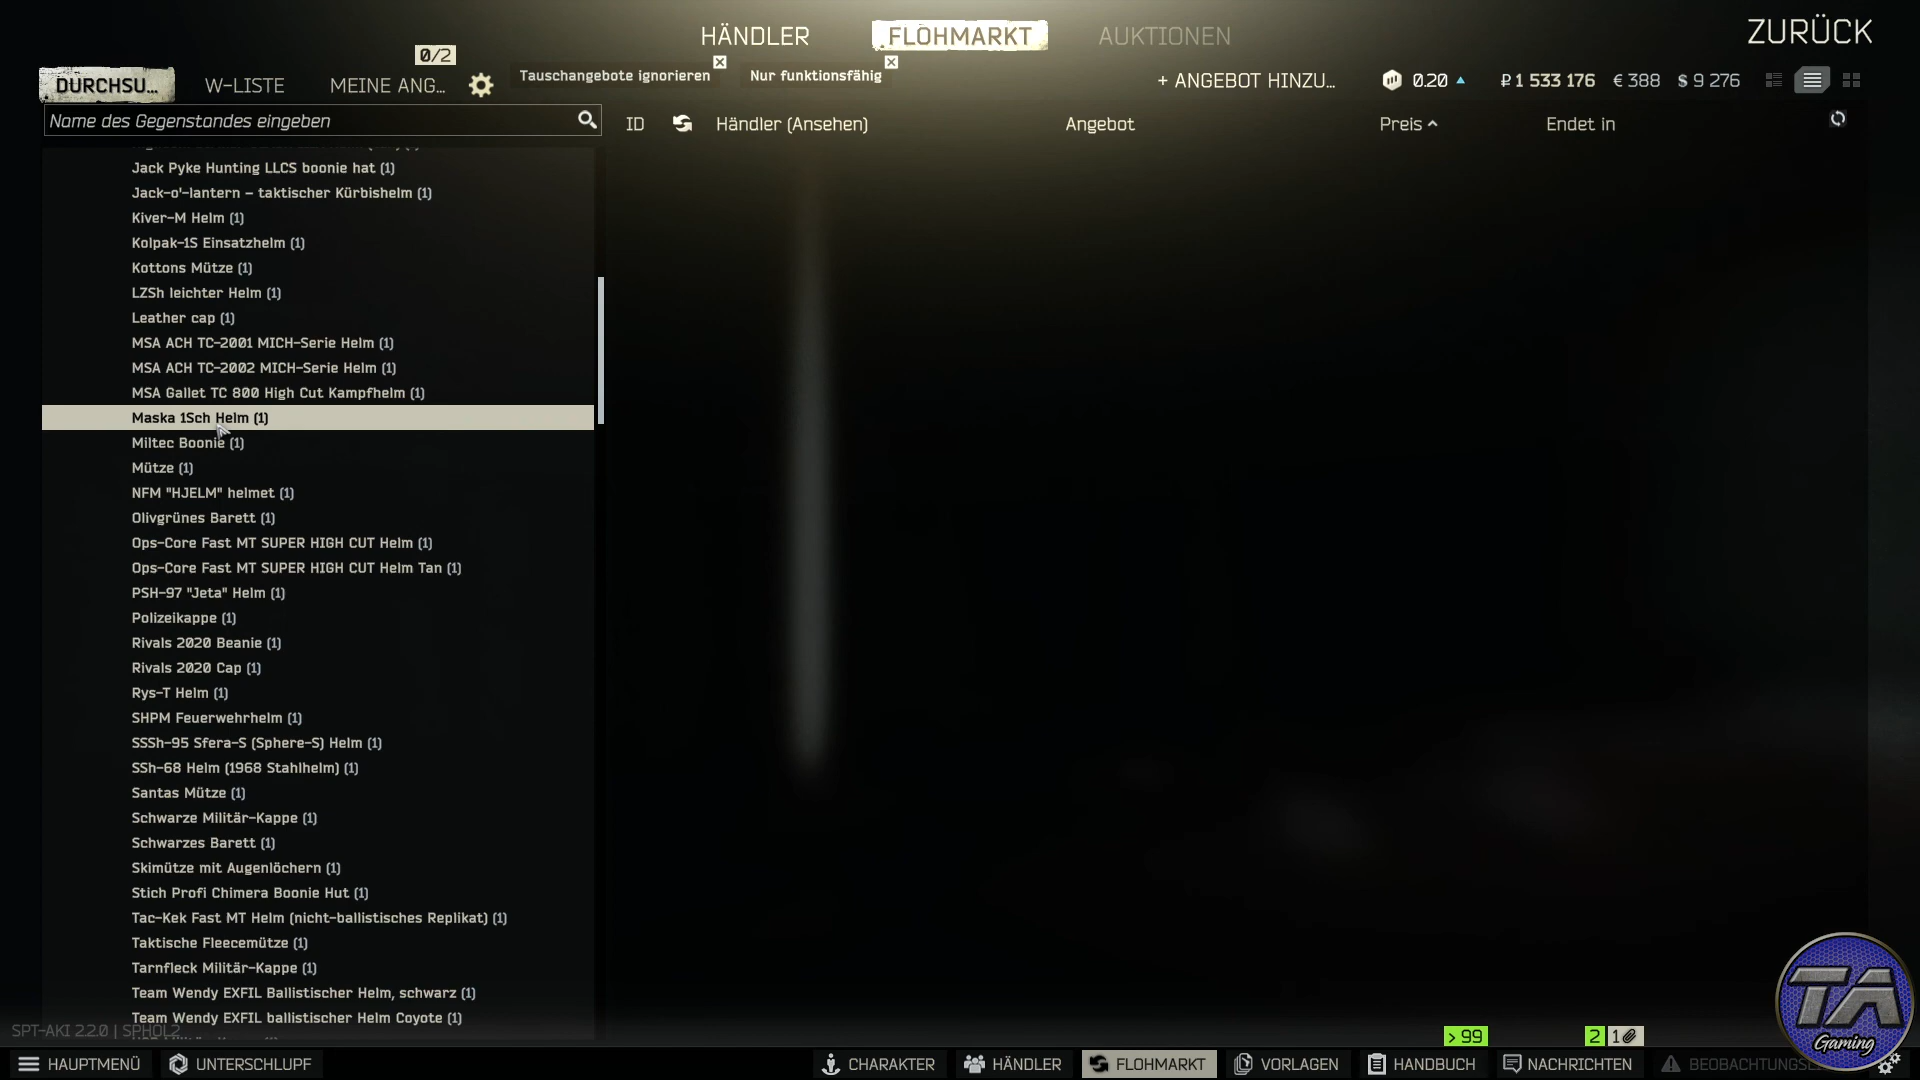 HÄNDLER
FLOHMARKT
AUKTIONEN
ZURÜCK
0/2
DURCHSU...
W-LISTE
MEINE ANG...
Tauschangebote ignorieren
Nur funktionsfähig
+ ANGEBOT HINZU...
0.20
₽ 1 533 176
€ 388
$ 9 276
Name des Gegenstandes eingeben
ID
Händler (Ansehen)
Angebot
Preis
Endet in
Jack Pyke Hunting LLCS boonie hat (1)
Jack-o'-lantern – taktischer Kürbishelm (1)
Kiver-M Helm (1)
Kolpak-1S Einsatzhelm (1)
Kottons Mütze (1)
LZSh leichter Helm (1)
Leather cap (1)
MSA ACH TC-2001 MICH-Serie Helm (1)
MSA ACH TC-2002 MICH-Serie Helm (1)
MSA Gallet TC 800 High Cut Kampfhelm (1)
Maska 1Sch Helm (1)
Miltec Boonie (1)
Mütze (1)
NFM "HJELM" helmet (1)
Olivgrünes Barett (1)
Ops-Core Fast MT SUPER HIGH CUT Helm (1)
Ops-Core Fast MT SUPER HIGH CUT Helm Tan (1)
PSH-97 "Jeta" Helm (1)
Polizeikappe (1)
Rivals 2020 Beanie (1)
Rivals 2020 Cap (1)
Rys-T Helm (1)
SHPM Feuerwehrhelm (1)
SSSh-95 Sfera-S (Sphere-S) Helm (1)
SSh-68 Helm (1968 Stahlhelm) (1)
Santas Mütze (1)
Schwarze Militär-Kappe (1)
Schwarzes Barett (1)
Skimütze mit Augenlöchern (1)
Stich Profi Chimera Boonie Hut (1)
Tac-Kek Fast MT Helm (nicht-ballistisches Replikat) (1)
Taktische Fleecemütze (1)
Tarnfleck Militär-Kappe (1)
Team Wendy EXFIL Ballistischer Helm, schwarz (1)
Team Wendy EXFIL ballistischer Helm Coyote (1)
SPT-AKI 2.2.0 | SPHOL2
> 99
2
1
TA
Gaming
HAUPTMENÜ
UNTERSCHLUPF
CHARAKTER
HÄNDLER
FLOHMARKT
VORLAGEN
HANDBUCH
NACHRICHTEN